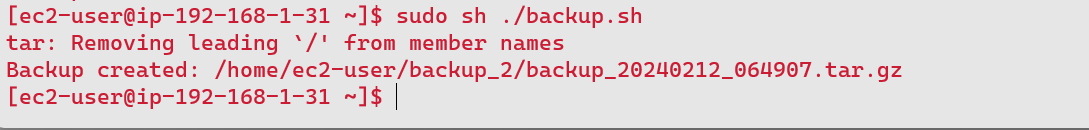 [ec2-user@ip-192-168-1-31 ~]$ sudo sh ./backup.sh
tar: Removing leading `/' from member names
Backup created: /home/ec2-user/backup_2/backup_20240212_064907.tar.gz
[ec2-user@ip-192-168-1-31 ~]$